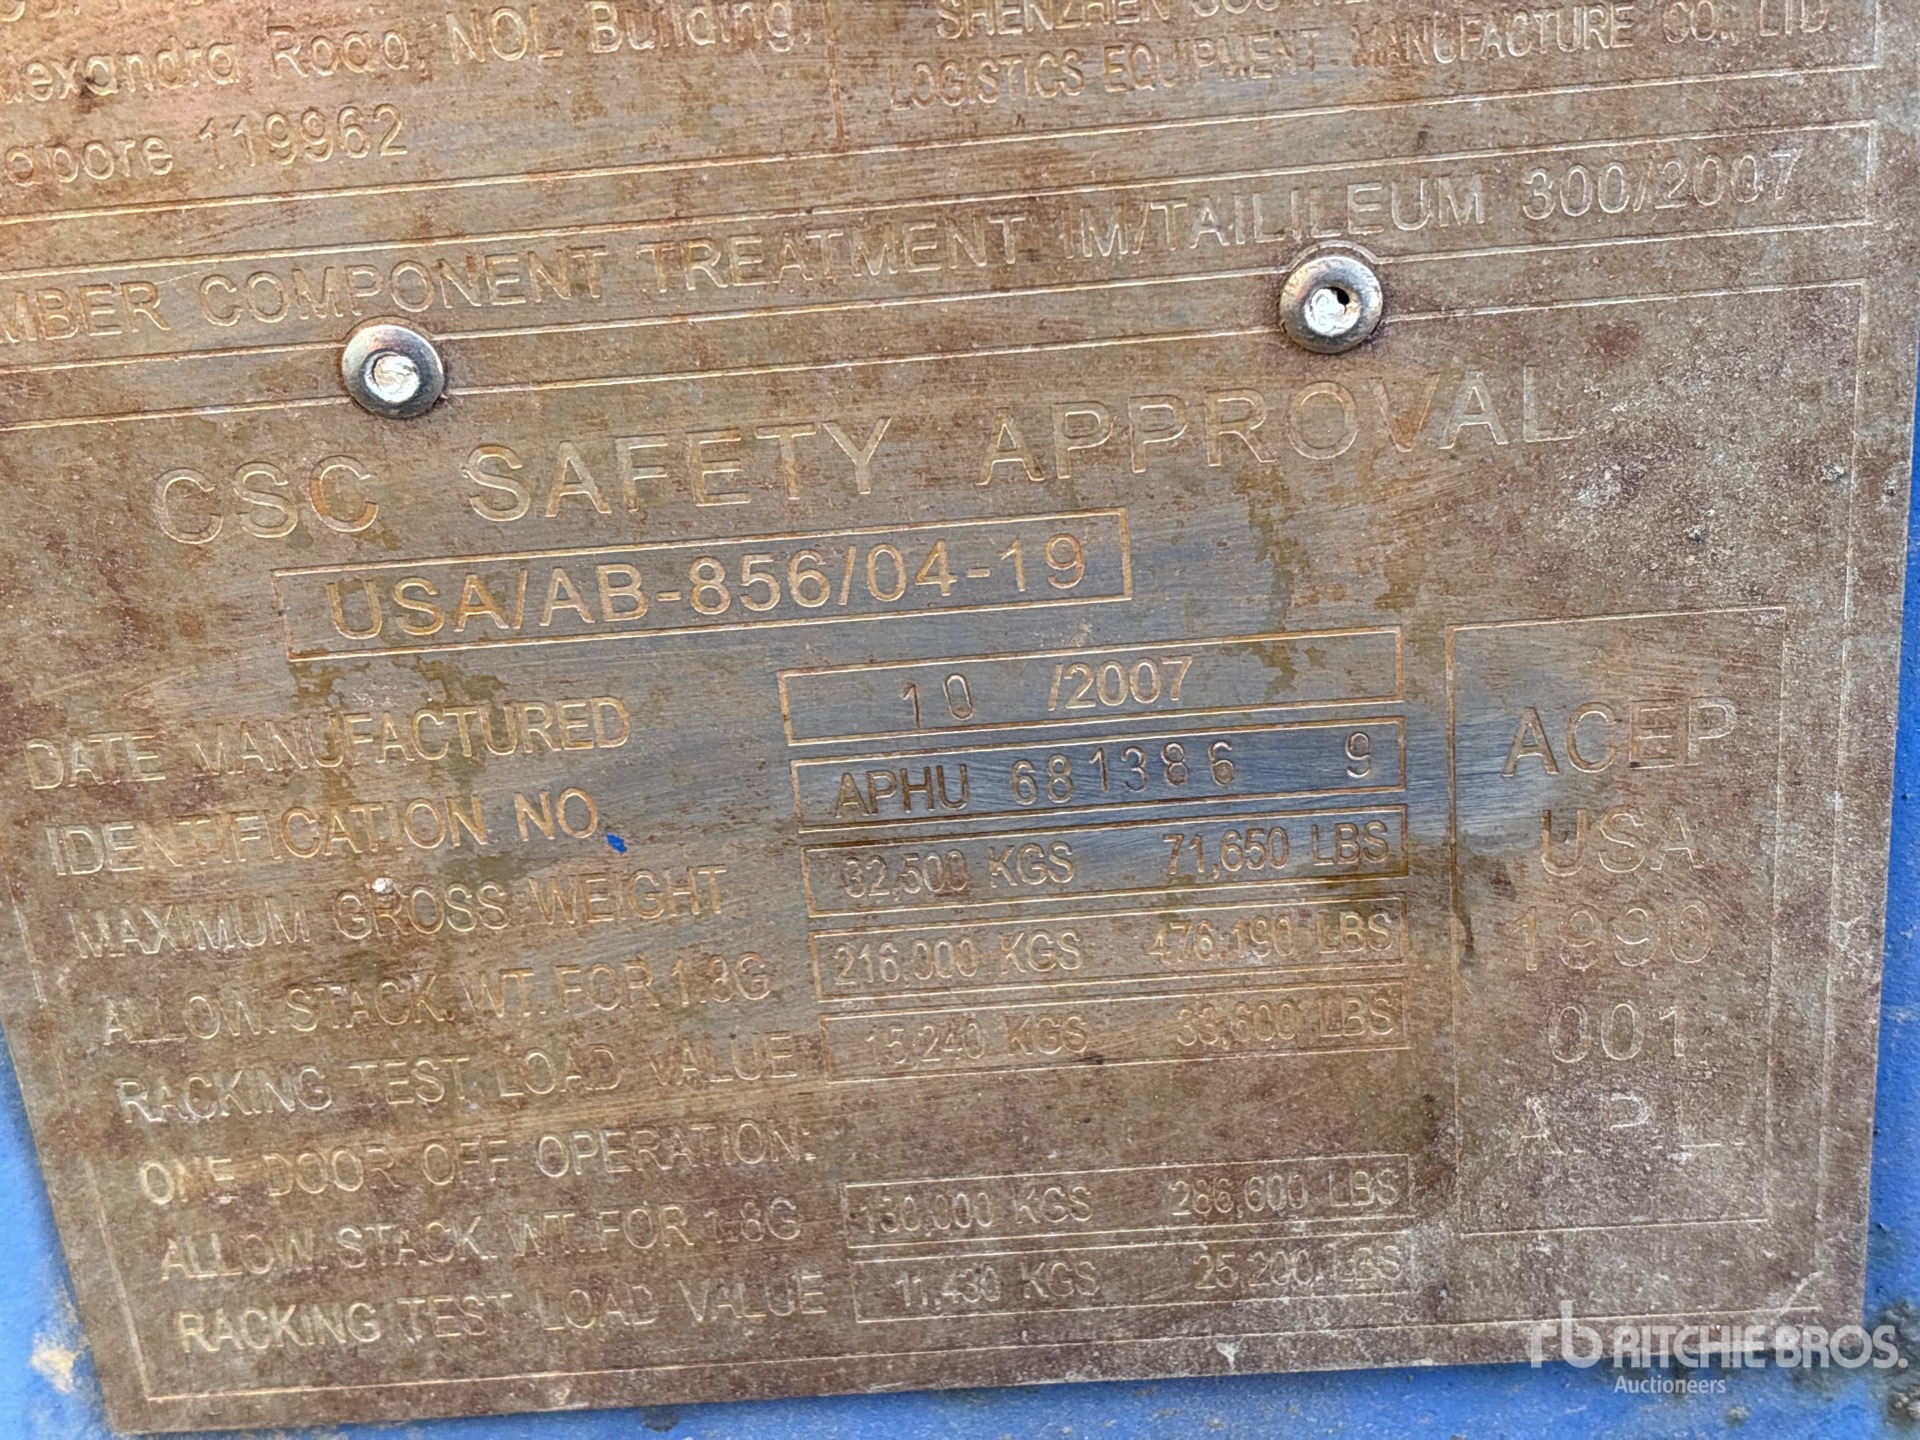 Road, NOL Building,
119962
SHENZHEN
LOGISTICS EQUIPMENT MANUFACTURE CO., LTD.
COMPONENT TREATMENT IM/TAILILEUM 300/2007
CSC SAFETY APPROVAL
USA/AB-856/04-19
DATE MANUFACTURED 10 /2007
IDENTIFICATION NO. APHU 681386 9
MAXIMUM GROSS WEIGHT 32,500 KGS 71,650 LBS
ALLOW. STACK. WT. FOR 1.8G 216,000 KGS 476,190 LBS
RACKING TEST LOAD VALUE 15,240 KGS 33,600 LBS
ONE DOOR OFF OPERATION:
ALLOW. STACK. WT. FOR 1.8G 130,000 KGS 286,600 LBS
RACKING TEST LOAD VALUE 11,430 KGS 25,200 LBS
ACEP
USA
1990
001
A.P.L.
rb RITCHIE BROS.
Auctioneers